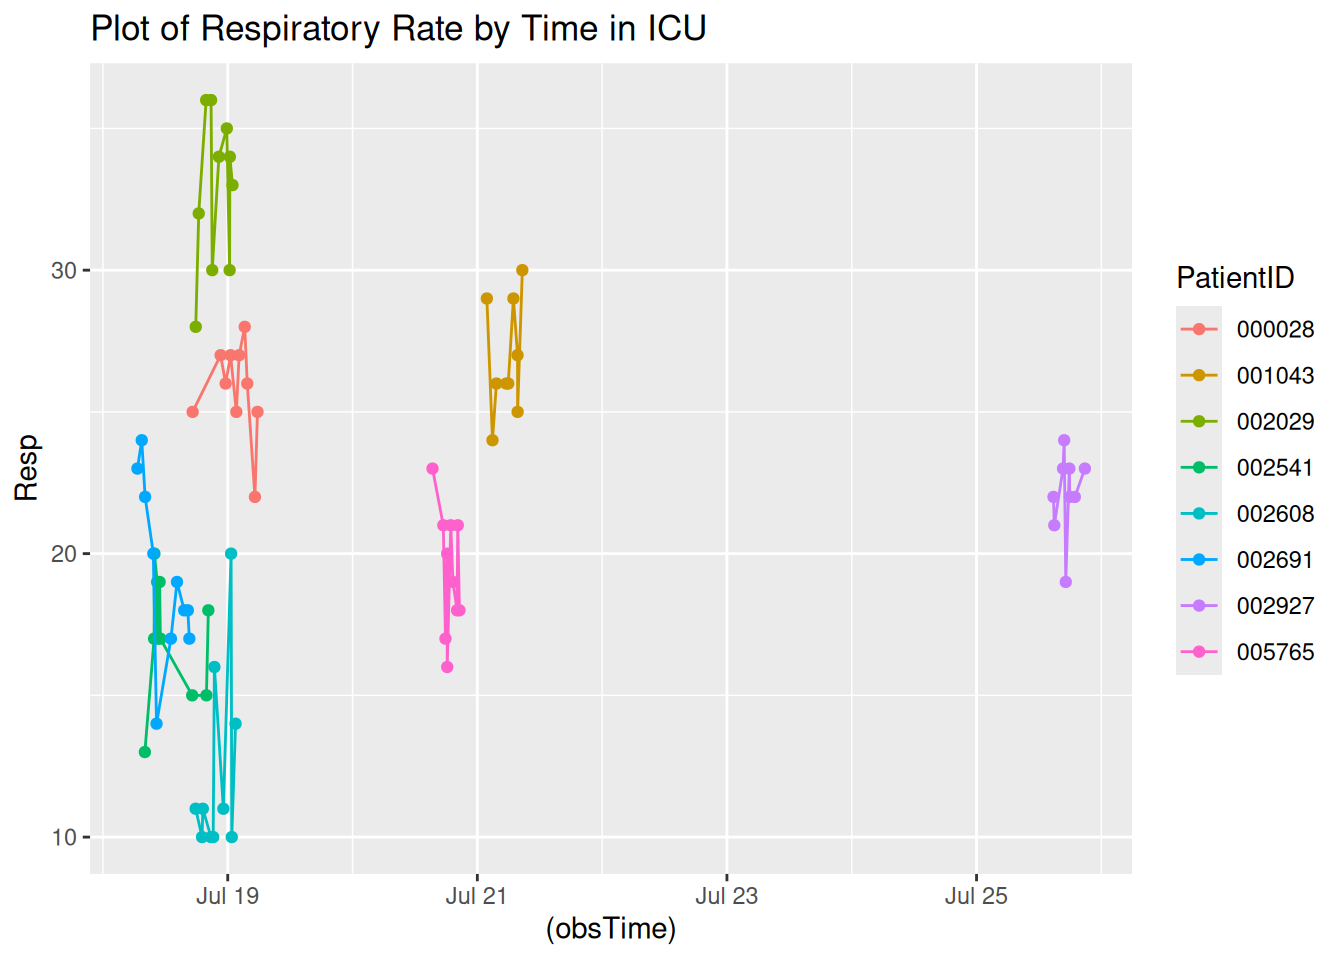 Plot of Respiratory Rate by Time in ICU
Resp
30
20
10
Jul 19
Jul 21
Jul 23
Jul 25
(obsTime)
PatientID
000028
001043
002029
002541
002608
002691
002927
005765